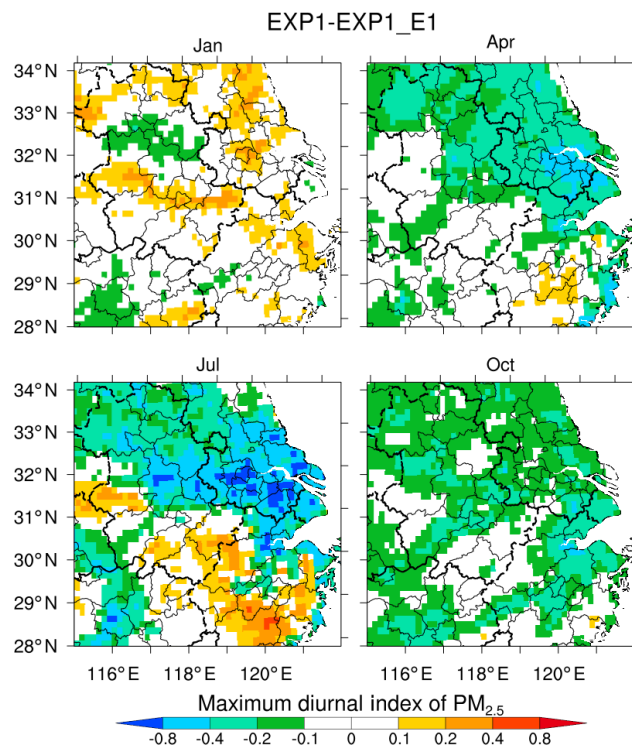 EXP1-EXP1_E1
Jan Apr
34° N
33° N
32° N
31° N
30° N
29° N
28° N
Jul Oct
34° N
33° N
32° N
31° N
30° N
29° N
28° N
116° E 118° E 120° E 116° E 118° E 120° E
Maximum diurnal index of PM2.5
-0.8 -0.4 -0.2 -0.1 0 0.1 0.2 0.4 0.8